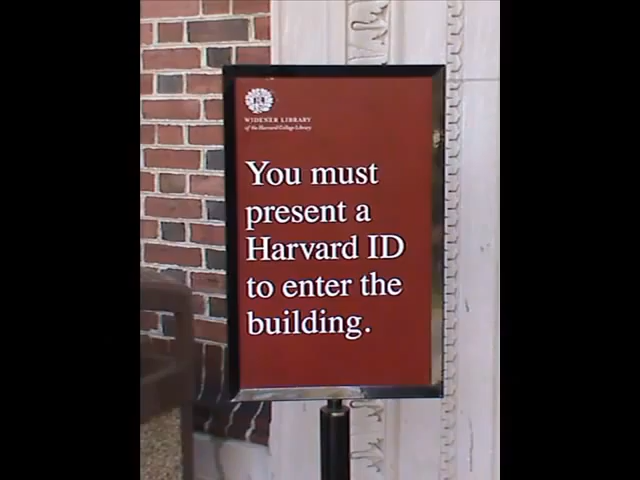 WIDENER LIBRARY
of the Harvard College Library
You must
present a
Harvard ID
to enter the
building.